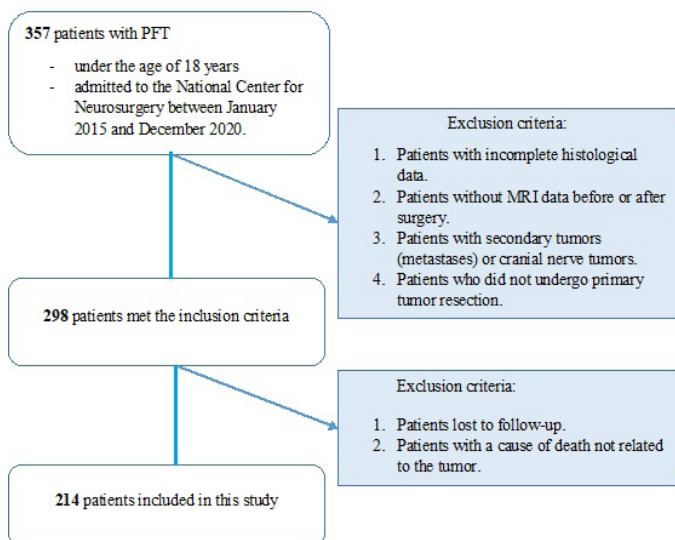 357 patients with PFT
- under the age of 18 years
- admitted to the National Center for
Neurosurgery between January
2015 and December 2020.
Exclusion criteria:
1. Patients with incomplete histological
data.
2. Patients without MRI data before or after
surgery.
3. Patients with secondary tumors
(metastases) or cranial nerve tumors.
4. Patients who did not undergo primary
tumor resection.
298 patients met the inclusion criteria
Exclusion criteria:
1. Patients lost to follow-up.
2. Patients with a cause of death not related
to the tumor.
214 patients included in this study